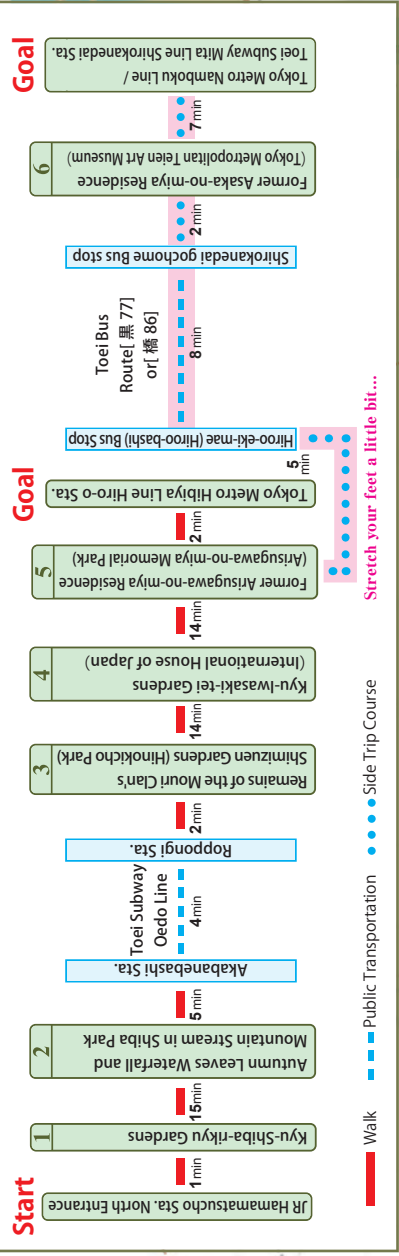 Start
JR Hamamatsucho Sta. North Entrance
1min
1
Kyu-Shiba-rikyu Gardens
15min
2
Autumn Leaves Waterfall and
Mountain Stream in Shiba Park
5min
Akabanebashi Sta.
Toei Subway
Oedo Line
4min
Roppongi Sta.
2min
3
Remains of the Mouri Clan's
Shimizuen Gardens (Hinokicho Park)
14min
4
Kyu-Iwasaki-tei Gardens
(International House of Japan)
14min
5
Former Arisugawa-no-miya Residence
(Arisugawa-no-miya Memorial Park)
2min
Goal
Tokyo Metro Hibiya Line Hiro-o Sta.
5
min
Hiroo-eki-mae (Hiroo-bashi) Bus Stop
Toei Bus
Route[ 黒 77]
or[ 橋 86]
8min
Shirokanedai gochome Bus stop
2min
6
Former Asaka-no-miya Residence
(Tokyo Metropolitan Teien Art Museum)
7min
Goal
Tokyo Metro Namboku Line /
Toei Subway Mita Line Shirokanedai Sta.
Stretch your feet a little bit...
Walk
Public Transportation
Side Trip Course